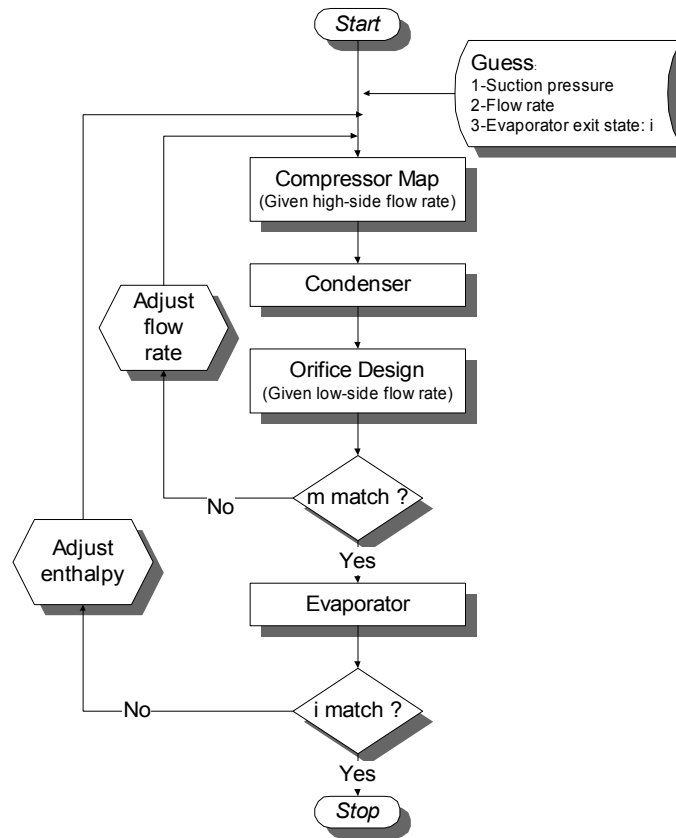 Start
Guess:
1-Suction pressure
2-Flow rate
3-Evaporator exit state: i
Compressor Map
(Given high-side flow rate)
Condenser
Adjust
flow
rate
Orifice Design
(Given low-side flow rate)
m match ?
No
Yes
Adjust
enthalpy
Evaporator
i match ?
No
Yes
Stop